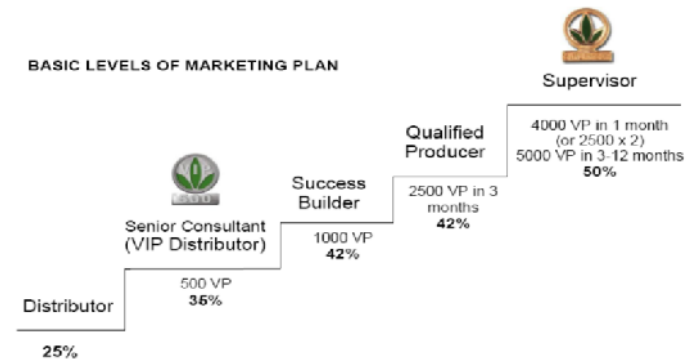 BASIC LEVELS OF MARKETING PLAN
Supervisor
4000 VP in 1 month
(or 2500 x 2)
5000 VP in 3-12 months
50%
Qualified
Producer
2500 VP in 3
months
42%
Success
Builder
1000 VP
42%
Senior Consultant
(VIP Distributor)
500 VP
35%
Distributor
25%